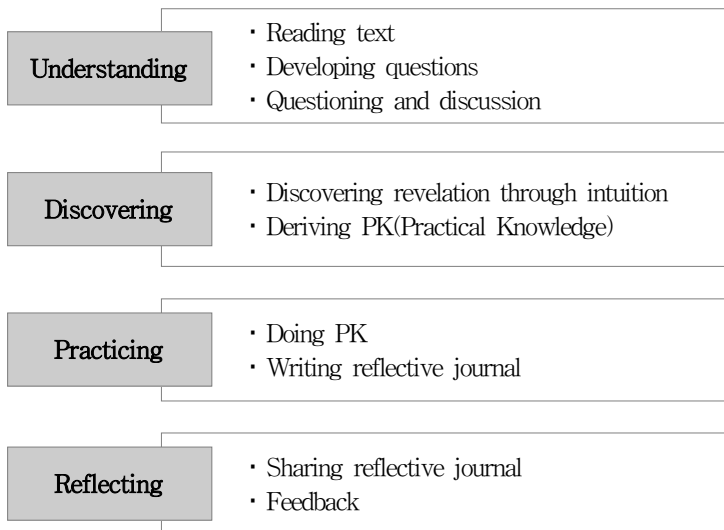 Understanding
· Reading text
· Developing questions
· Questioning and discussion
Discovering
· Discovering revelation through intuition
· Deriving PK(Practical Knowledge)
Practicing
· Doing PK
· Writing reflective journal
Reflecting
· Sharing reflective journal
· Feedback